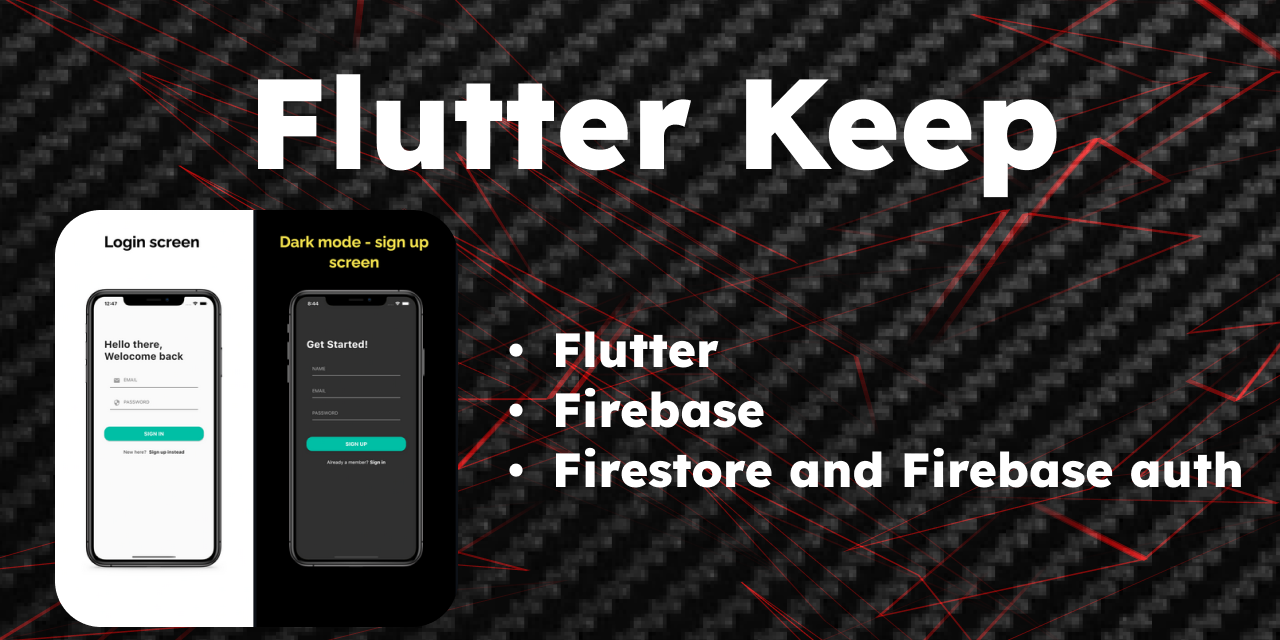 Flutter Keep
Login screen
12:47
Hello there,
Welocome back
EMAIL
PASSWORD
SIGN IN
New here? Sign up instead
Dark mode - sign up
screen
8:44
Get Started!
NAME
EMAIL
PASSWORD
SIGN UP
Already a member? Sign in
• Flutter
• Firebase
• Firestore and Firebase auth